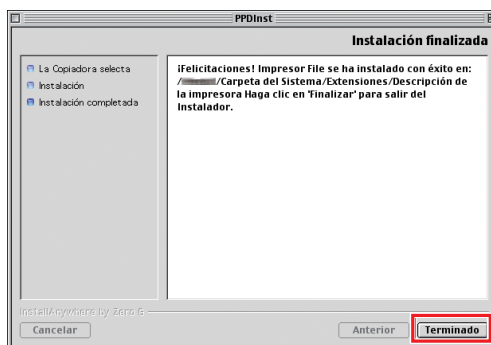 PPDInst
Instalación finalizada
La Copiadora selecta
Instalación
Instalación completada
¡Felicitaciones! Impresor File se ha instalado con éxito en:
/ /Carpeta del Sistema/Extensiones/Descripción de
la impresora Haga clic en 'Finalizar' para salir del
Instalador.
InstallAnywhere by Zero G
Cancelar
Anterior
Terminado